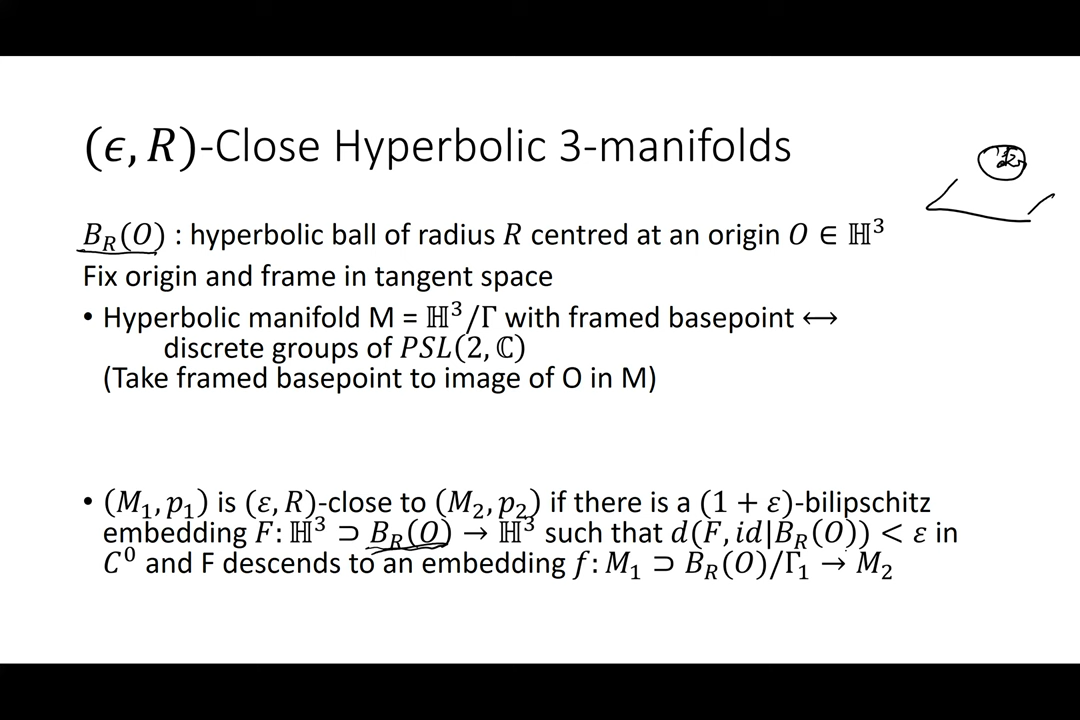 (ϵ, R)-Close Hyperbolic 3-manifolds
B_R(O) : hyperbolic ball of radius R centred at an origin O ∈ ℍ³
Fix origin and frame in tangent space
• Hyperbolic manifold M = ℍ³/Γ with framed basepoint ↔
discrete groups of PSL(2, ℂ)
(Take framed basepoint to image of O in M)
• (M₁, p₁) is (ε, R)-close to (M₂, p₂) if there is a (1 + ε)-bilipschitz
embedding F: ℍ³ ⊃ B_R(O) → ℍ³ such that d(F, id|B_R(O)) < ε in
C⁰ and F descends to an embedding f: M₁ ⊃ B_R(O)/Γ₁ → M₂